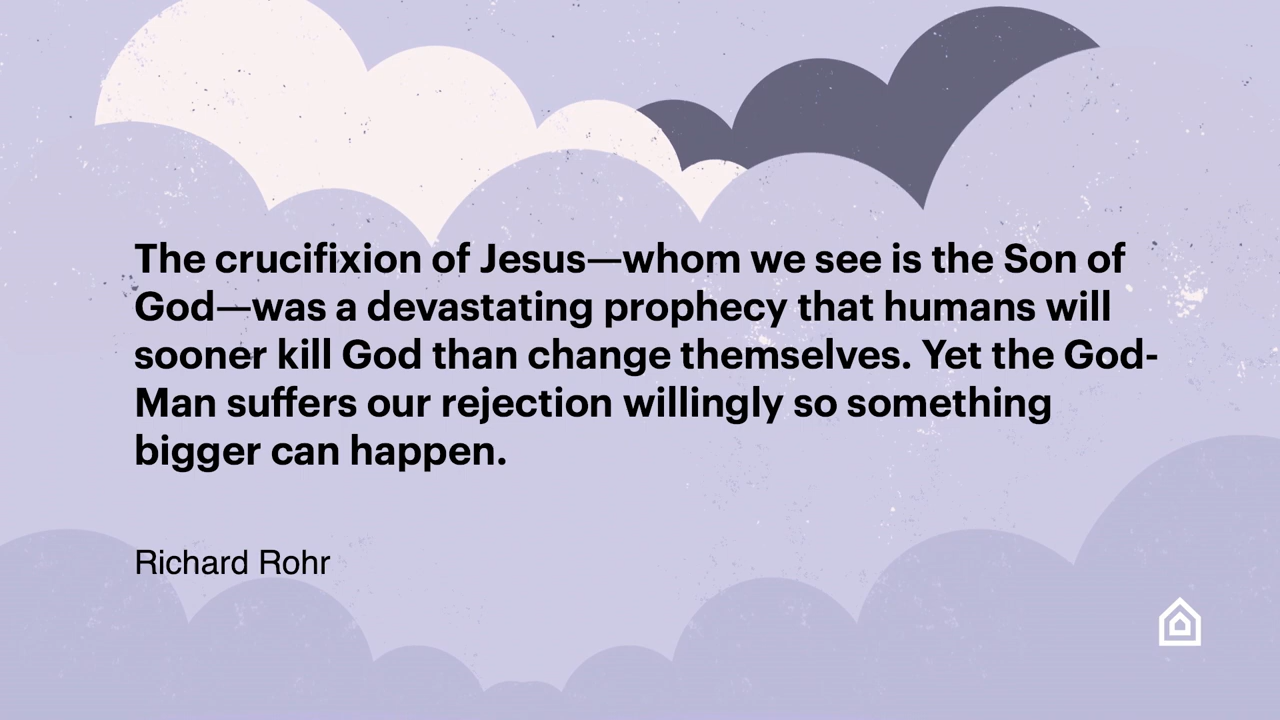 The crucifixion of Jesus—whom we see is the Son of
God—was a devastating prophecy that humans will
sooner kill God than change themselves. Yet the God-
Man suffers our rejection willingly so something
bigger can happen.
Richard Rohr